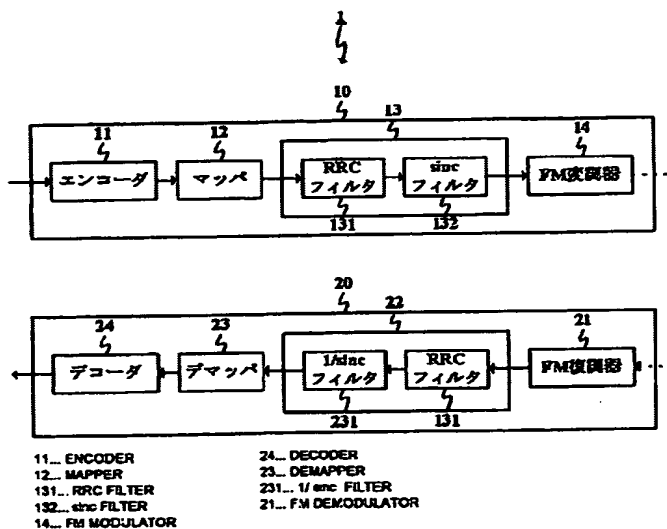 1
10
11
12
13
14
エンコーダ
マッパ
RRC
フィルタ
sinc
フィルタ
FM変調器
131
132
20
24
23
22
21
デコーダ
デマッパ
1/sinc
フィルタ
RRC
フィルタ
FM復調器
231
131
11... ENCODER
12... MAPPER
131... RRC FILTER
132... sinc FILTER
14... FM MODULATOR
24... DECODER
23... DEMAPPER
231... 1/ sinc FILTER
21... FM DEMODULATOR